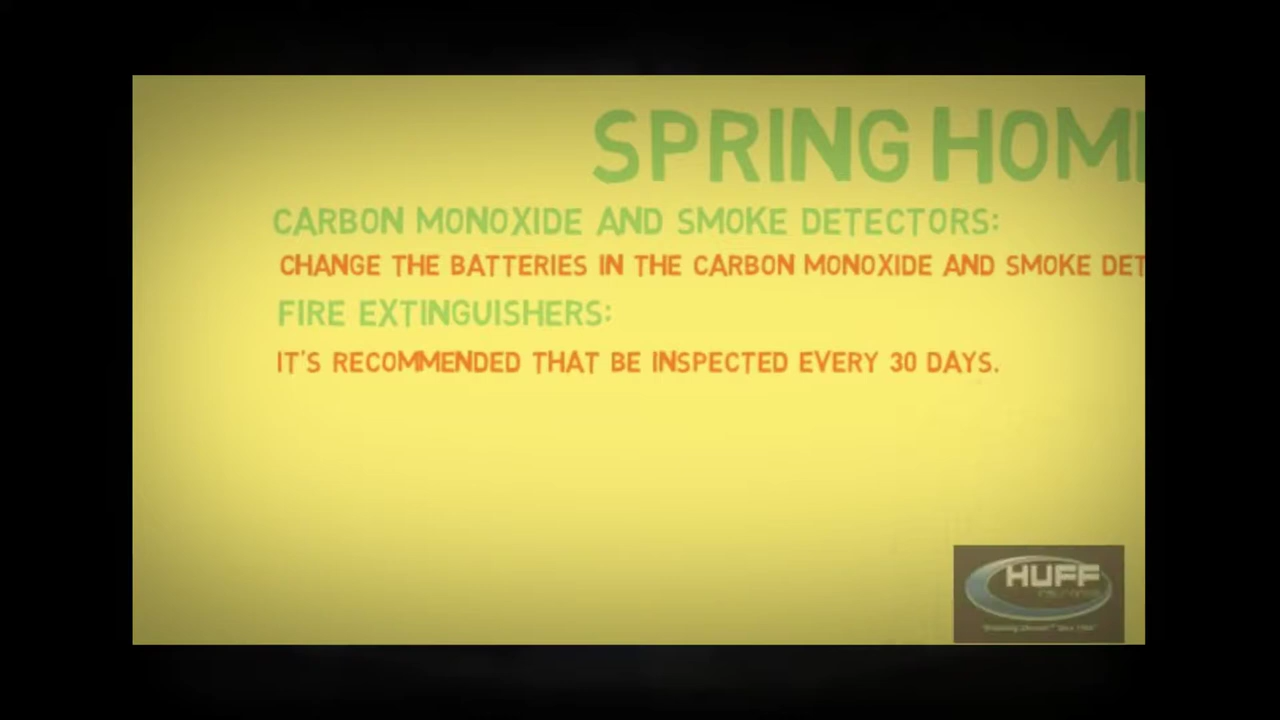 SPRING HOM
CARBON MONOXIDE AND SMOKE DETECTORS:
CHANGE THE BATTERIES IN THE CARBON MONOXIDE AND SMOKE DET
FIRE EXTINGUISHERS:
IT'S RECOMMENDED THAT BE INSPECTED EVERY 30 DAYS.
HUFF